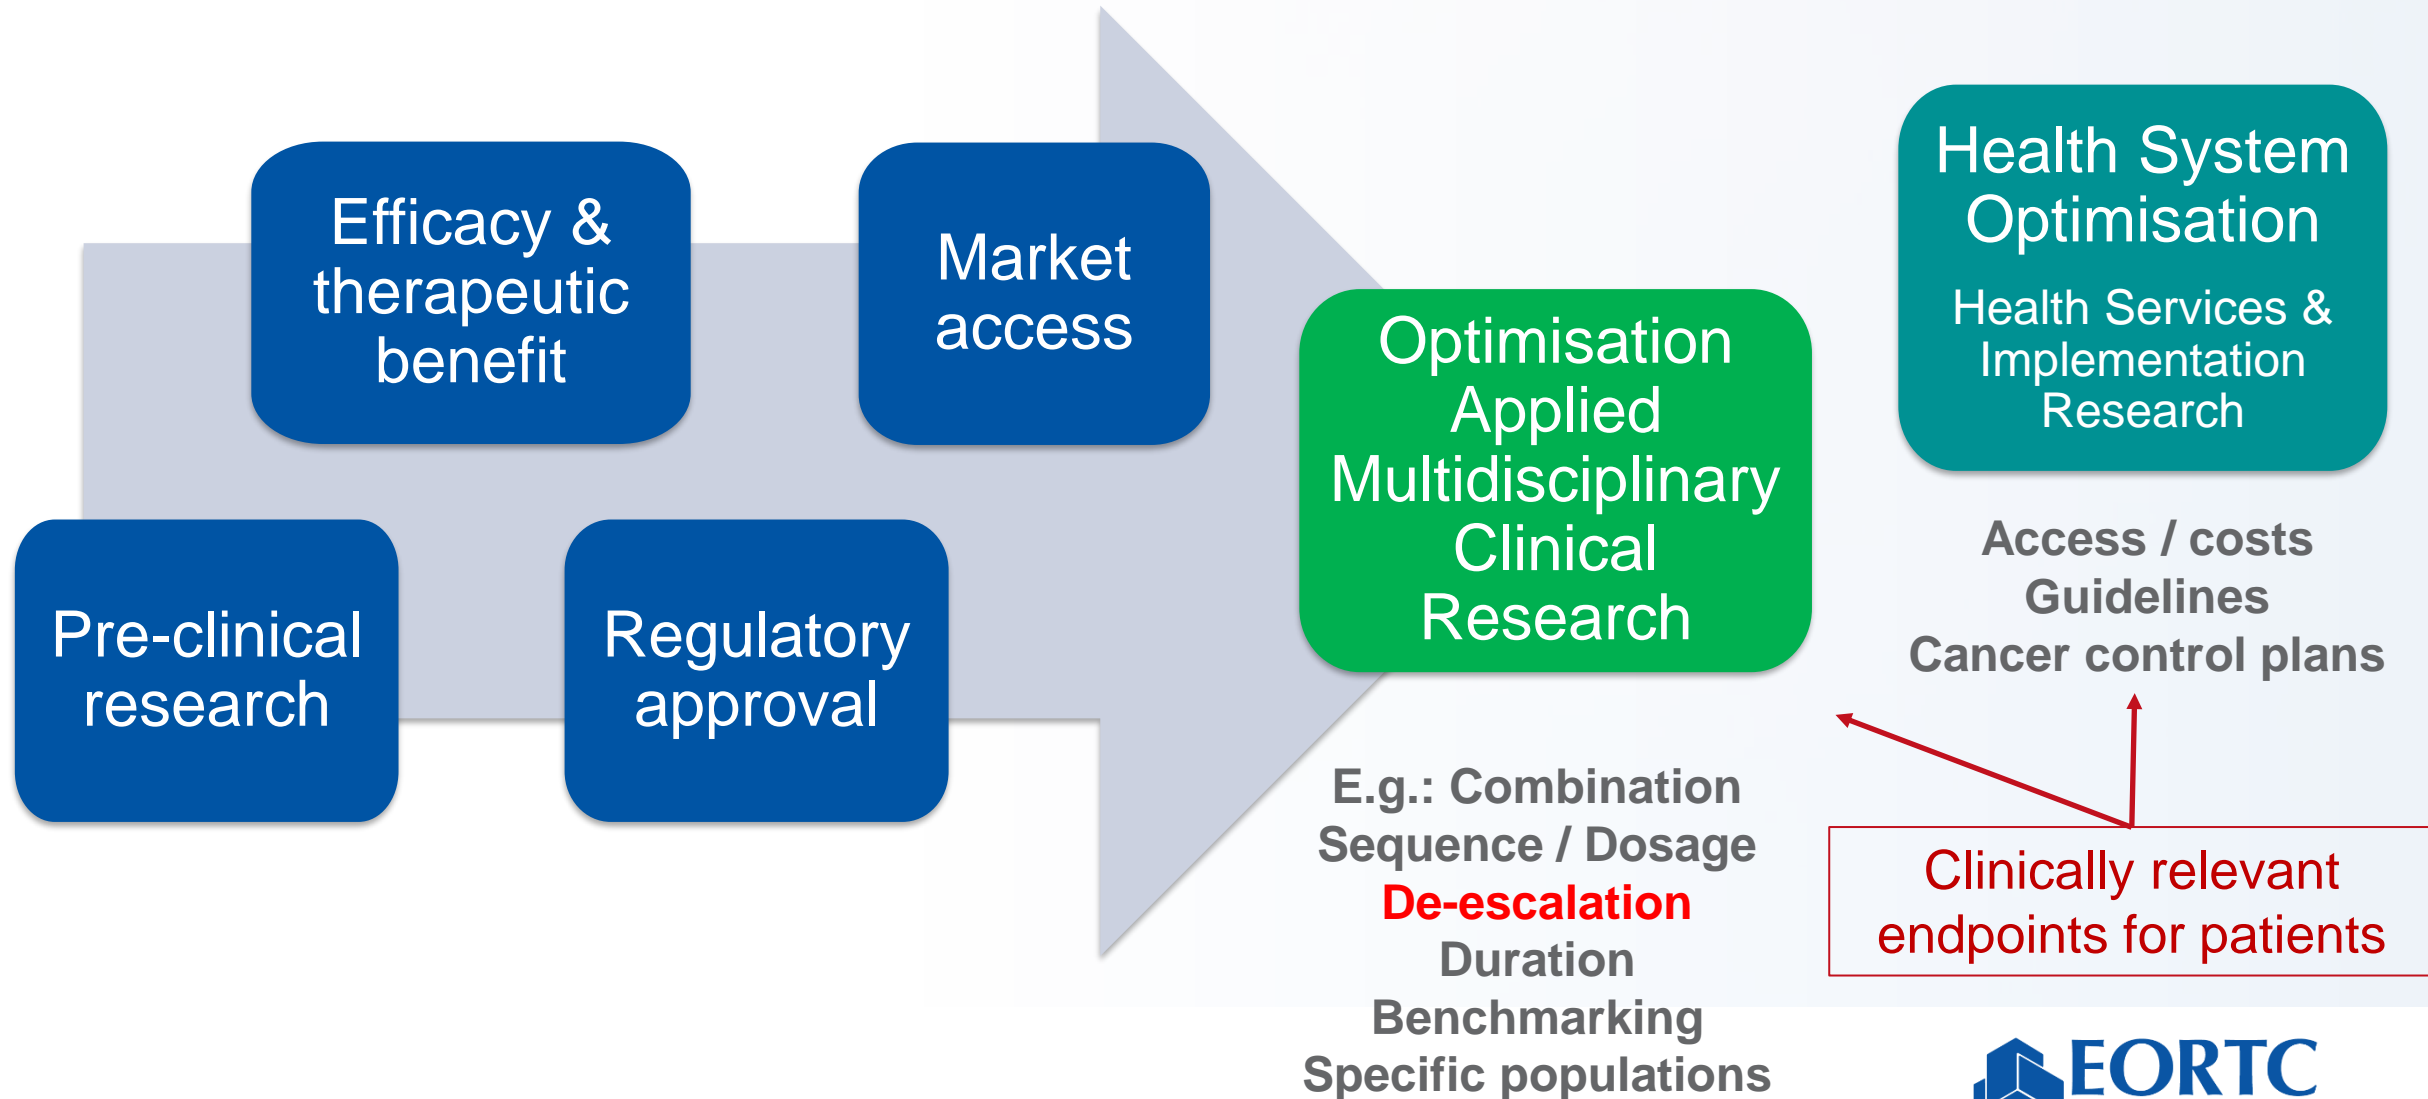 Pre-clinical
research
Efficacy &
therapeutic
benefit
Regulatory
approval
Market
access
Optimisation
Applied
Multidisciplinary
Clinical
Research
E.g.: Combination
Sequence / Dosage
De-escalation
Duration
Benchmarking
Specific populations
Health System
Optimisation
Health Services &
Implementation
Research
Access / costs
Guidelines
Cancer control plans
Clinically relevant
endpoints for patients
EORTC